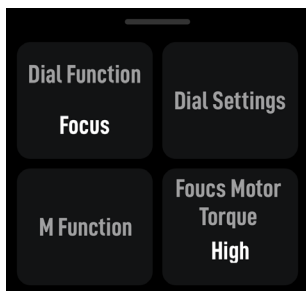 Dial Function
Focus
Dial Settings
M Function
Foucs Motor
Torque
High